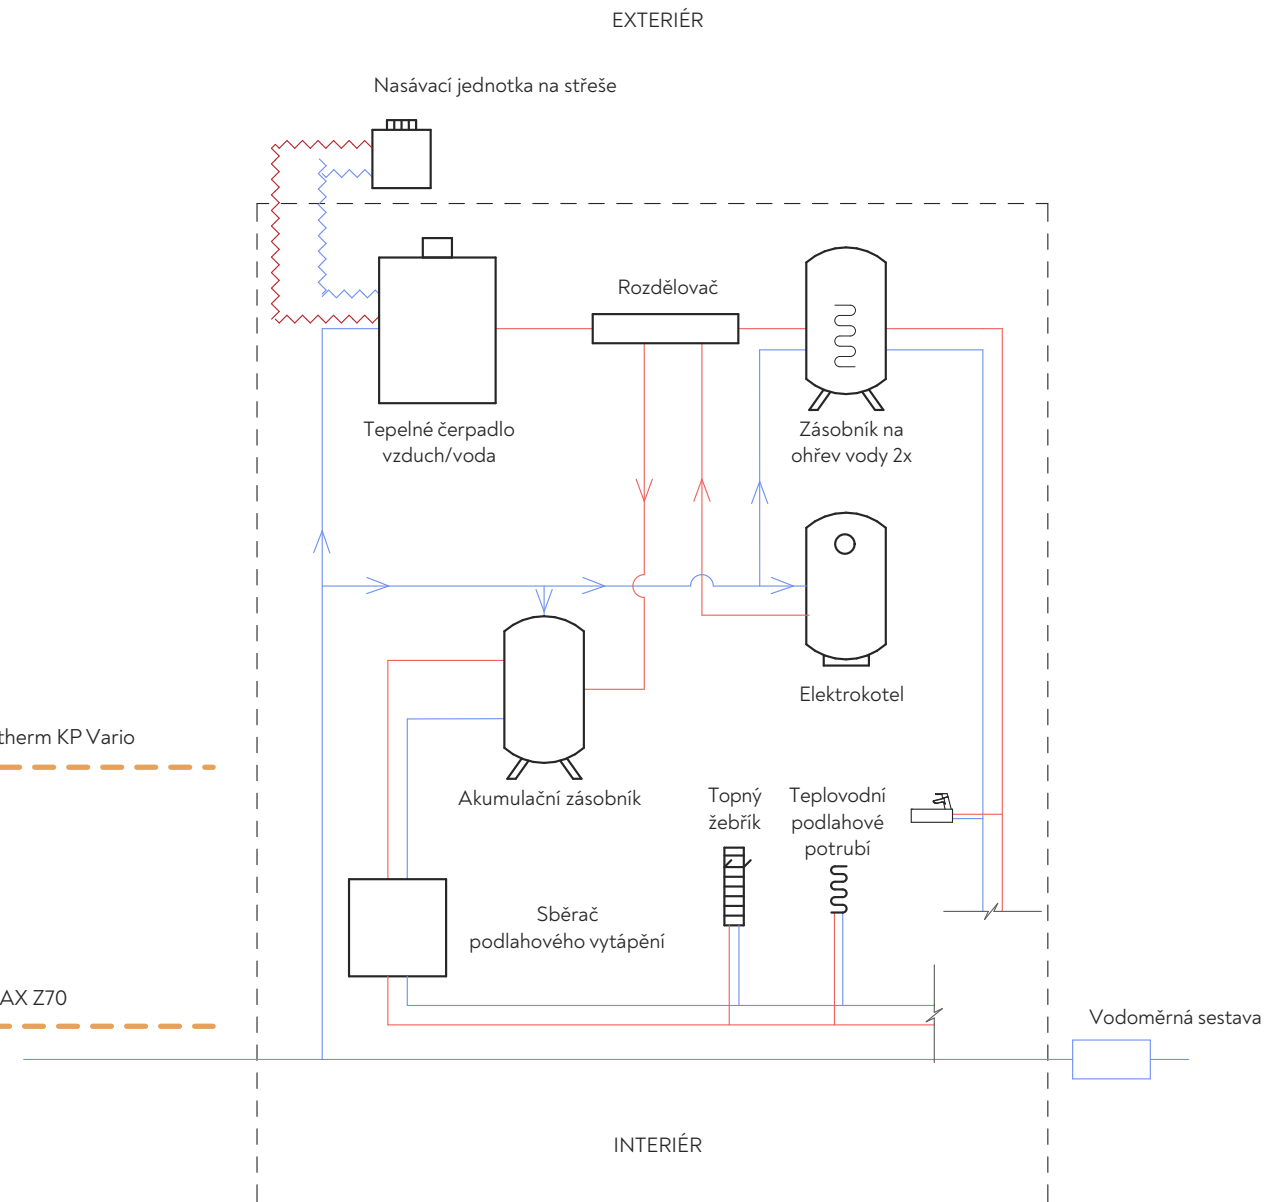 EXTERIÉR
Nasávací jednotka na střeše
Rozdělovač
Tepelné čerpadlo
vzduch/voda
Zásobník na
ohřev vody 2x
Elektrokotel
therm KP Vario
Akumulační zásobník
Topný
žebřík
Teplovodní
podlahové
potrubí
Sběrač
podlahového vytápění
AX Z70
Vodoměrná sestava
INTERIÉR